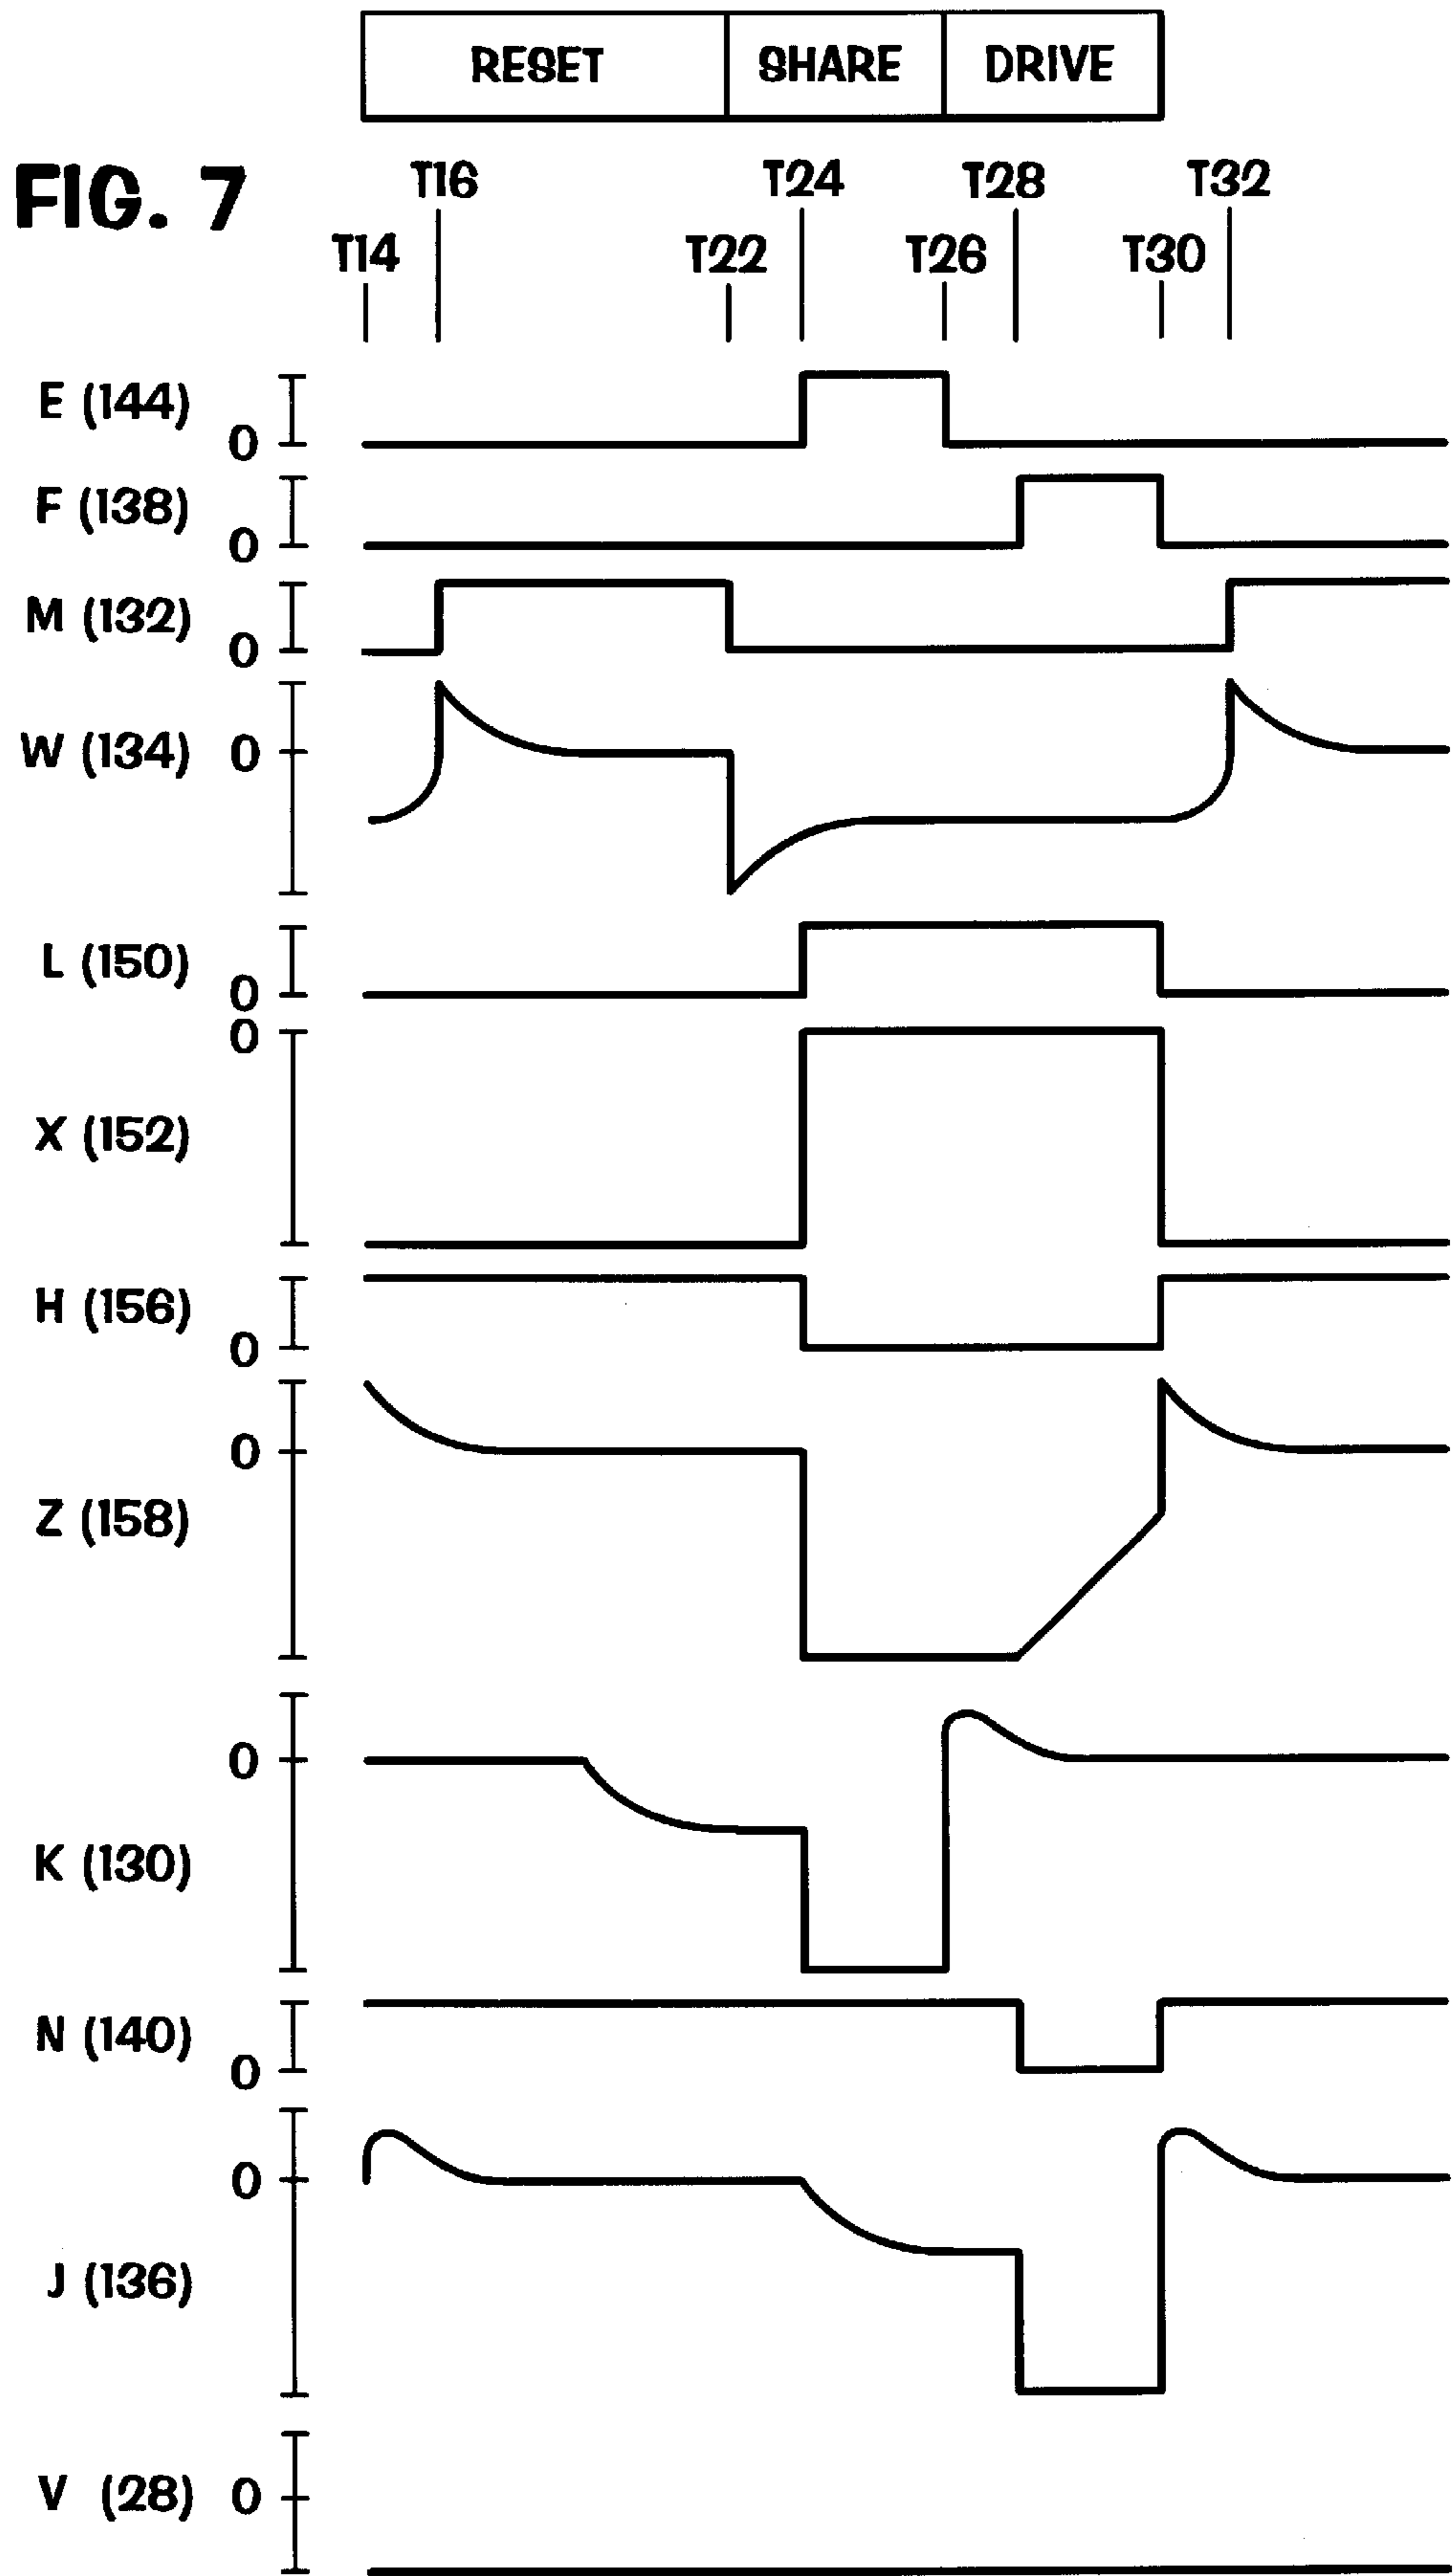 RESET SHARE DRIVE
FIG. 7
T16 T24 T28 T32
T14 T22 T26 T30
E (144)
0
F (138)
0
M (132)
0
W (134) 0
L (150)
0
0
X (152)
H (156)
0
0
Z (158)
0
K (130)
N (140)
0
0
J (136)
V (28) 0